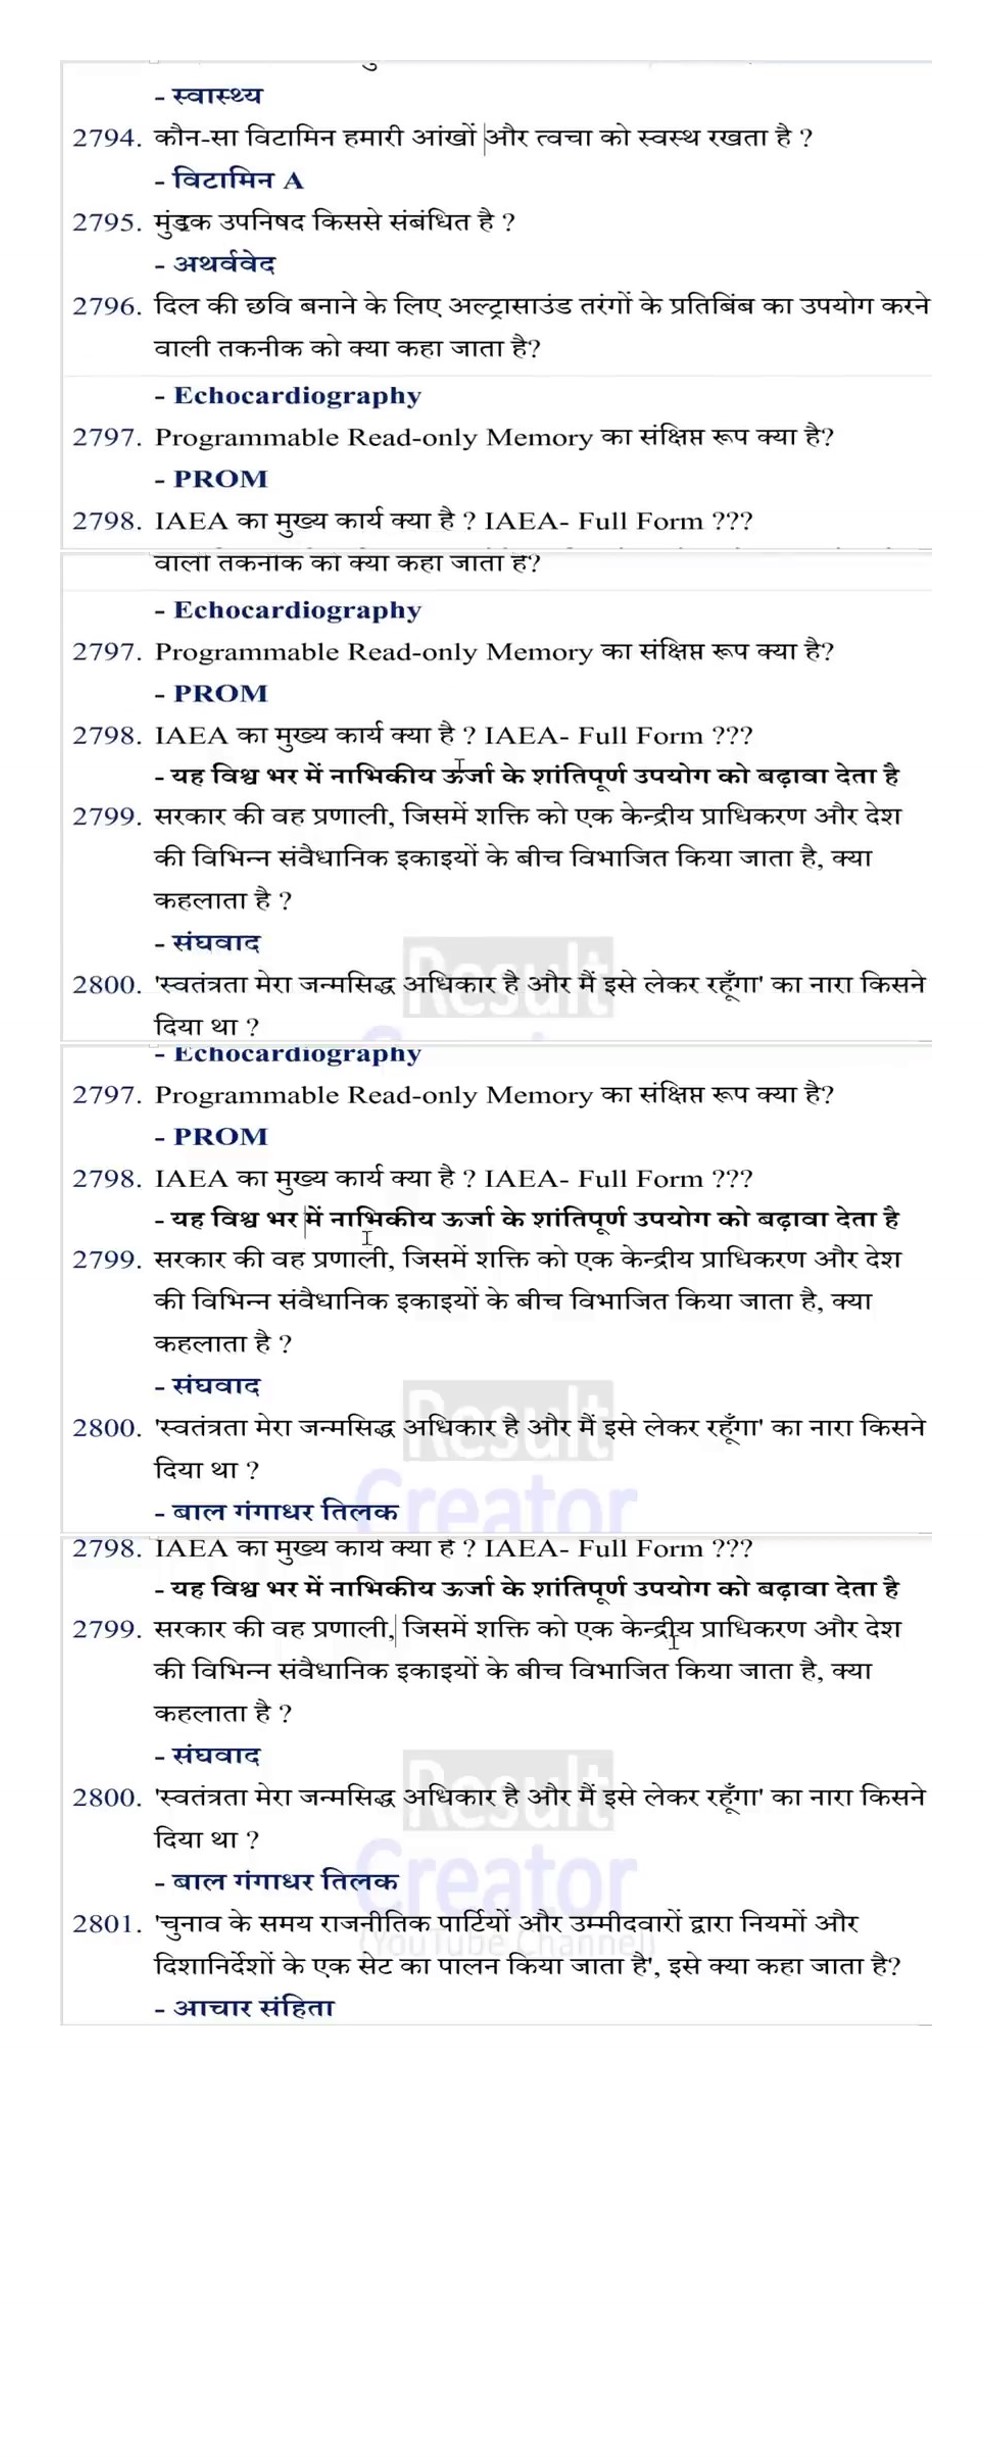 - स्वास्थ्य
2794. कौन-सा विटामिन हमारी आंखों और त्वचा को स्वस्थ रखता है ?
- विटामिन A
2795. मुंडक उपनिषद किससे संबंधित है ?
- अथर्ववेद
2796. दिल की छवि बनाने के लिए अल्ट्रासाउंड तरंगों के प्रतिबिंब का उपयोग करने
वाली तकनीक को क्या कहा जाता है?
- Echocardiography
2797. Programmable Read-only Memory का संक्षिप्त रूप क्या है?
- PROM
2798. IAEA का मुख्य कार्य क्या है ? IAEA- Full Form ???
वाली तकनीक को क्या कहा जाता है?
- Echocardiography
2797. Programmable Read-only Memory का संक्षिप्त रूप क्या है?
- PROM
2798. IAEA का मुख्य कार्य क्या है ? IAEA- Full Form ???
- यह विश्व भर में नाभिकीय ऊर्जा के शांतिपूर्ण उपयोग को बढ़ावा देता है
2799. सरकार की वह प्रणाली, जिसमें शक्ति को एक केन्द्रीय प्राधिकरण और देश
की विभिन्न संवैधानिक इकाइयों के बीच विभाजित किया जाता है, क्या
कहलाता है ?
- संघवाद
Result
2800. 'स्वतंत्रता मेरा जन्मसिद्ध अधिकार है और मैं इसे लेकर रहूँगा' का नारा किसने
दिया था ?
- Echocardiography
2797. Programmable Read-only Memory का संक्षिप्त रूप क्या है?
- PROM
2798. IAEA का मुख्य कार्य क्या है ? IAEA- Full Form ???
- यह विश्व भर में नाभिकीय ऊर्जा के शांतिपूर्ण उपयोग को बढ़ावा देता है
2799. सरकार की वह प्रणाली, जिसमें शक्ति को एक केन्द्रीय प्राधिकरण और देश
की विभिन्न संवैधानिक इकाइयों के बीच विभाजित किया जाता है, क्या
कहलाता है ?
- संघवाद
Result
2800. 'स्वतंत्रता मेरा जन्मसिद्ध अधिकार है और मैं इसे लेकर रहूँगा' का नारा किसने
दिया था ?
Creator
- बाल गंगाधर तिलक
2798. IAEA का मुख्य कार्य क्या है ? IAEA- Full Form ???
- यह विश्व भर में नाभिकीय ऊर्जा के शांतिपूर्ण उपयोग को बढ़ावा देता है
2799. सरकार की वह प्रणाली, जिसमें शक्ति को एक केन्द्रीय प्राधिकरण और देश
की विभिन्न संवैधानिक इकाइयों के बीच विभाजित किया जाता है, क्या
कहलाता है ?
- संघवाद
Result
2800. 'स्वतंत्रता मेरा जन्मसिद्ध अधिकार है और मैं इसे लेकर रहूँगा' का नारा किसने
दिया था ?
Creator
- बाल गंगाधर तिलक
2801. 'चुनाव के समय राजनीतिक पार्टियों और उम्मीदवारों द्वारा नियमों और
(YouTube Channel)
दिशानिर्देशों के एक सेट का पालन किया जाता है', इसे क्या कहा जाता है?
- आचार संहिता